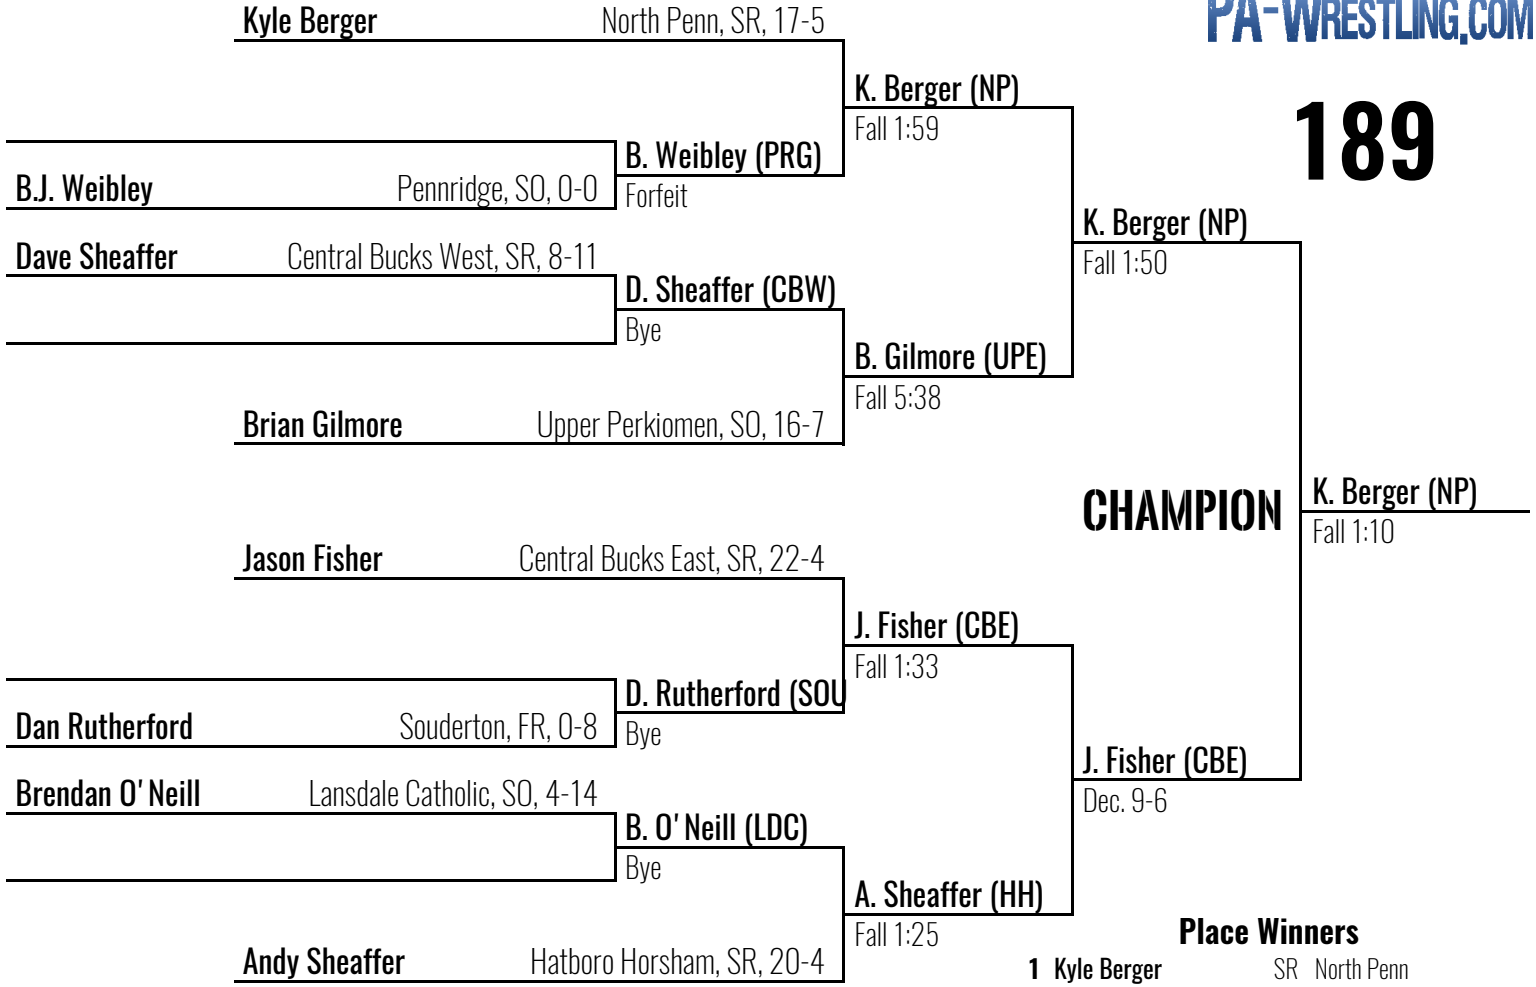 PA-WRESTLING.COM
189
Kyle Berger North Penn, SR, 17-5
K. Berger (NP)
Fall 1:59
B. Weibley (PRG)
Forfeit
B.J. Weibley Pennridge, SO, 0-0
K. Berger (NP)
Fall 1:50
Dave Sheaffer Central Bucks West, SR, 8-11
D. Sheaffer (CBW)
Bye
B. Gilmore (UPE)
Fall 5:38
Brian Gilmore Upper Perkiomen, SO, 16-7
CHAMPION
K. Berger (NP)
Fall 1:10
Jason Fisher Central Bucks East, SR, 22-4
J. Fisher (CBE)
Fall 1:33
D. Rutherford (SOU
Bye
Dan Rutherford Souderton, FR, 0-8
J. Fisher (CBE)
Dec. 9-6
Brendan O'Neill Lansdale Catholic, SO, 4-14
B. O'Neill (LDC)
Bye
A. Sheaffer (HH)
Fall 1:25
Andy Sheaffer Hatboro Horsham, SR, 20-4
Place Winners
1 Kyle Berger SR North Penn